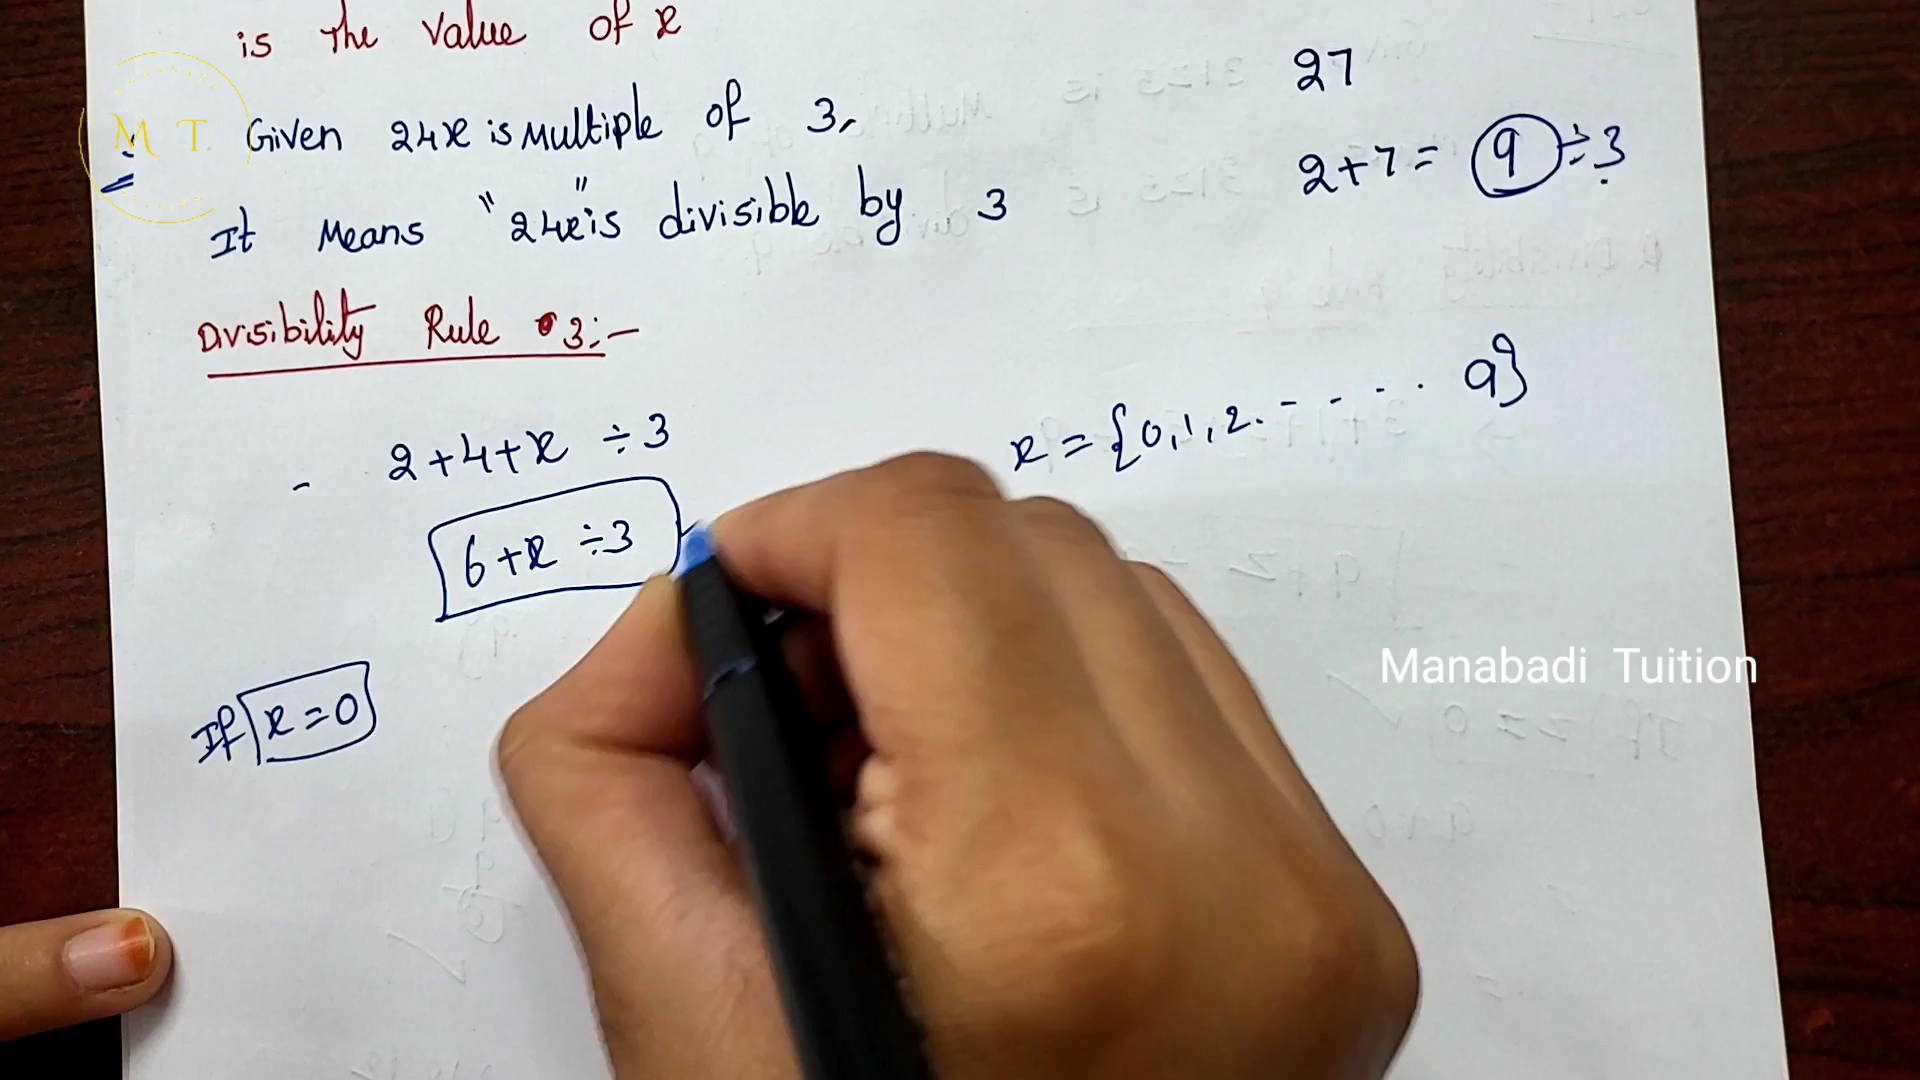 is The Value of x
27
Given 24x is Multiple of 3,
2+7= 9 ÷3
It Means "24x" is divisible by 3
Divisibility Rule 3:-
2+4+x ÷3
x = {0,1,2.-----9}
6+x ÷3
If x=0
M T
Manabadi Tuition